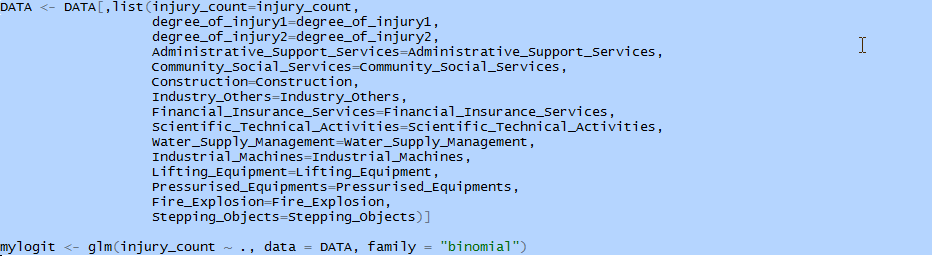 DATA <- DATA[,list(injury_count=injury_count,
degree_of_injury1=degree_of_injury1,
degree_of_injury2=degree_of_injury2,
Administrative_Support_Services=Administrative_Support_Services,
Community_Social_Services=Community_Social_Services,
Construction=Construction,
Industry_Others=Industry_Others,
Financial_Insurance_Services=Financial_Insurance_Services,
Scientific_Technical_Activities=Scientific_Technical_Activities,
Water_Supply_Management=Water_Supply_Management,
Industrial_Machines=Industrial_Machines,
Lifting_Equipment=Lifting_Equipment,
Pressurised_Equipments=Pressurised_Equipments,
Fire_Explosion=Fire_Explosion,
Stepping_Objects=Stepping_Objects)]
mylogit <- glm(injury_count ~ ., data = DATA, family = "binomial")